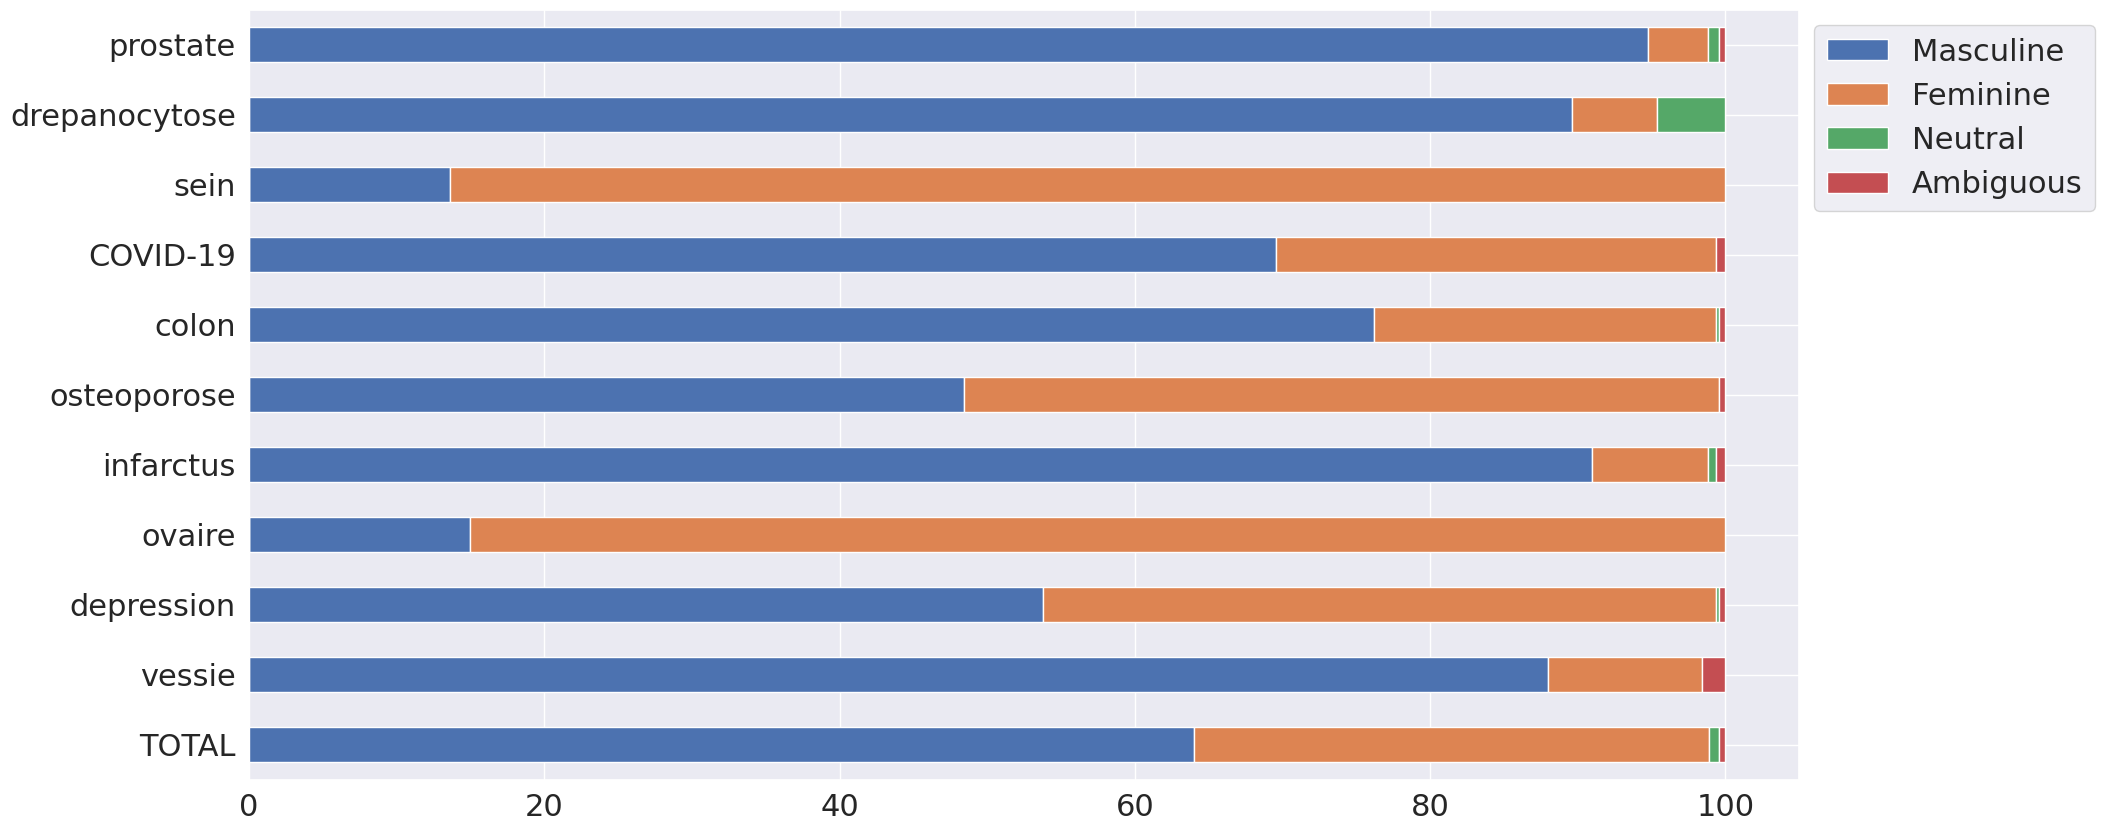 prostate
drepanocytose
sein
COVID-19
colon
osteoporose
infarctus
ovaire
depression
vessie
TOTAL
0 20 40 60 80 100
Masculine
Feminine
Neutral
Ambiguous